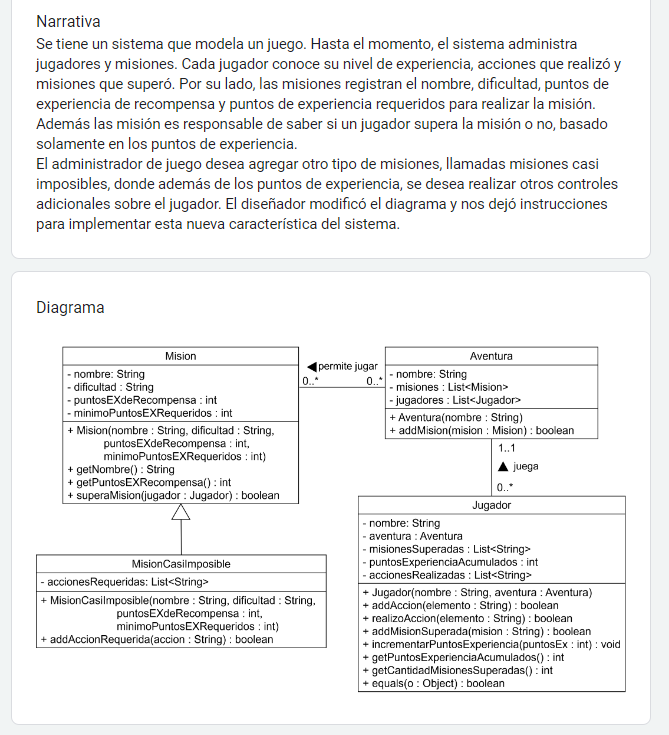 Narrativa
Se tiene un sistema que modela un juego. Hasta el momento, el sistema administra
jugadores y misiones. Cada jugador conoce su nivel de experiencia, acciones que realizó y
misiones que superó. Por su lado, las misiones registran el nombre, dificultad, puntos de
experiencia de recompensa y puntos de experiencia requeridos para realizar la misión.
Además las misión es responsable de saber si un jugador supera la misión o no, basado
solamente en los puntos de experiencia.
El administrador de juego desea agregar otro tipo de misiones, llamadas misiones casi
imposibles, donde además de los puntos de experiencia, se desea realizar otros controles
adicionales sobre el jugador. El diseñador modificó el diagrama y nos dejó instrucciones
para implementar esta nueva característica del sistema.
Diagrama
Mision
- nombre: String
- dificultad : String
- puntosEXdeRecompensa : int
- minimoPuntosEXRequeridos : int
+ Mision(nombre : String, dificultad : String,
puntosEXdeRecompensa : int,
minimoPuntosEXRequeridos : int)
+ getNombre() : String
+ getPuntosEXRecompensa() : int
+ superaMision(jugador : Jugador) : boolean
permite jugar
0..*
0..*
Aventura
- nombre: String
- misiones : List<Mision>
- jugadores : List<Jugador>
+ Aventura(nombre : String)
+ addMision(mision : Mision) : boolean
1..1
juega
0..*
MisionCasiImposible
- accionesRequeridas: List<String>
+ MisionCasiImposible(nombre : String, dificultad : String,
puntosEXdeRecompensa : int,
minimoPuntosEXRequeridos : int)
+ addAccionRequerida(accion : String) : boolean
Jugador
- nombre: String
- aventura : Aventura
- misionesSuperadas : List<String>
- puntosExperienciaAcumulados : int
- accionesRealizadas : List<String>
+ Jugador(nombre : String, aventura : Aventura)
+ addAccion(elemento : String) : boolean
+ realizoAccion(elemento : String) : boolean
+ addMisionSuperada(mision : String) : boolean
+ incrementarPuntosExperiencia(puntosEx : int) : void
+ getPuntosExperienciaAcumulados() : int
+ getCantidadMisionesSuperadas() : int
+ equals(o : Object) : boolean